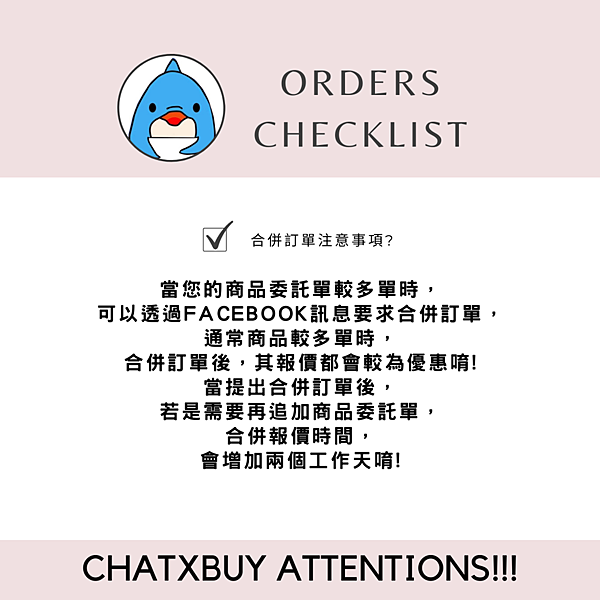 ORDERS
CHECKLIST
合併訂單注意事項?
當您的商品委託單較多單時，
可以透過FACEBOOK訊息要求合併訂單，
通常商品較多單時，
合併訂單後，其報價都會較為優惠唷!
當提出合併訂單後，
若是需要再追加商品委託單，
合併報價時間，
會增加兩個工作天唷!
CHATXBUY ATTENTIONS!!!